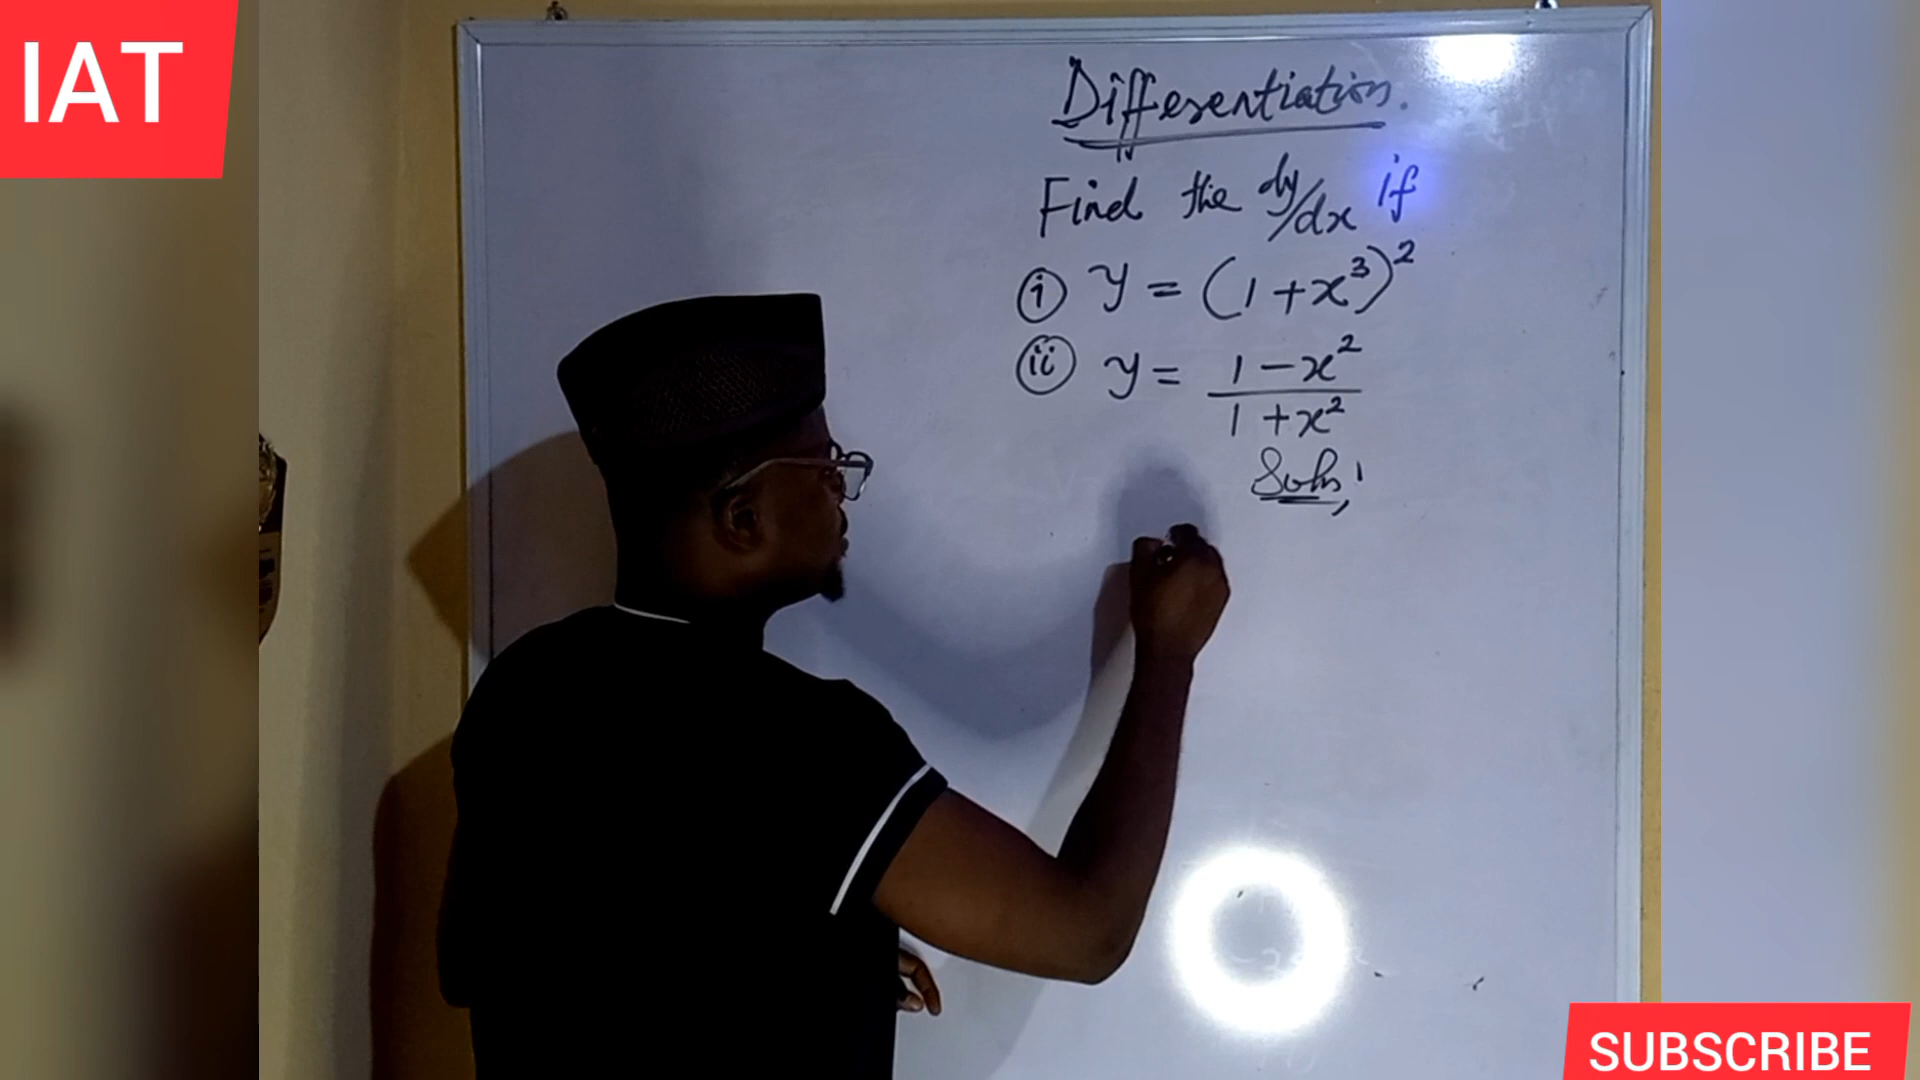 IAT
Differentiation.
Find the dy/dx if
(i) y = (1+x³)²
(ii) y = 1-x²
1+x²
Soln;
SUBSCRIBE